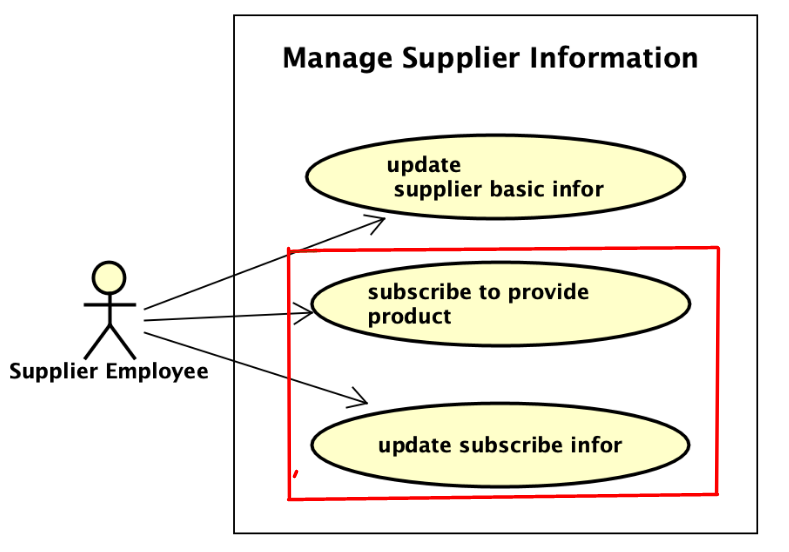 Manage Supplier Information
update
supplier basic infor
subscribe to provide
product
Supplier Employee
update subscribe infor